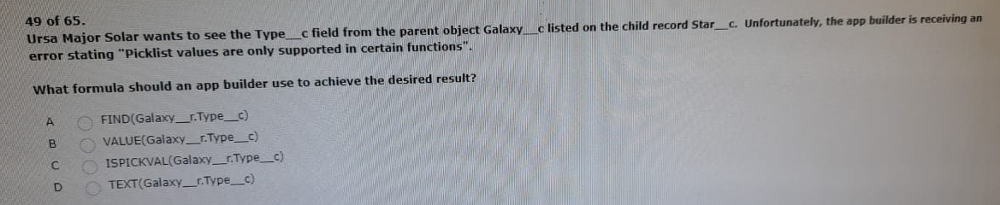 49 of 65.
Ursa Major Solar wants to see the Type__c field from the parent object Galaxy__c listed on the child record Star__c. Unfortunately, the app builder is receiving an
error stating "Picklist values are only supported in certain functions".
What formula should an app builder use to achieve the desired result?
A FIND(Galaxy__r.Type__c)
B VALUE(Galaxy__r.Type__c)
C ISPICKVAL(Galaxy__r.Type__c)
D TEXT(Galaxy__r.Type__c)